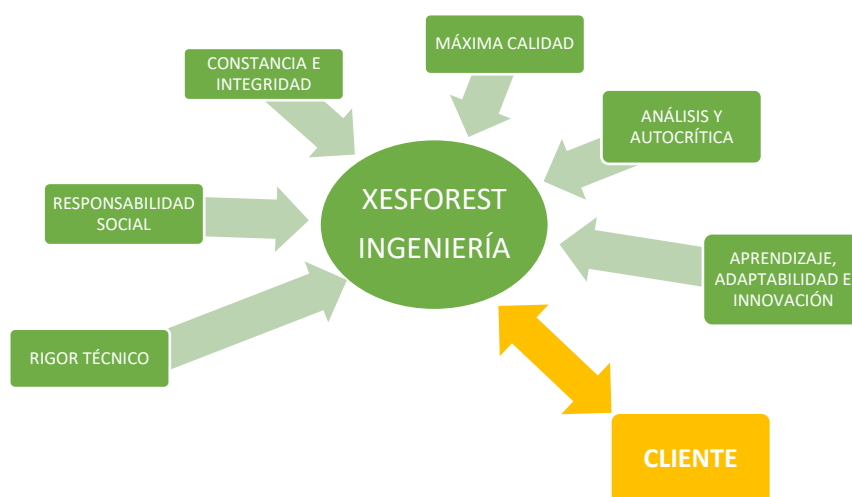 MÁXIMA CALIDAD
CONSTANCIA E
INTEGRIDAD
ANÁLISIS Y
AUTOCRÍTICA
RESPONSABILIDAD
SOCIAL
XESFOREST
INGENIERÍA
APRENDIZAJE,
ADAPTABILIDAD E
INNOVACIÓN
RIGOR TÉCNICO
CLIENTE